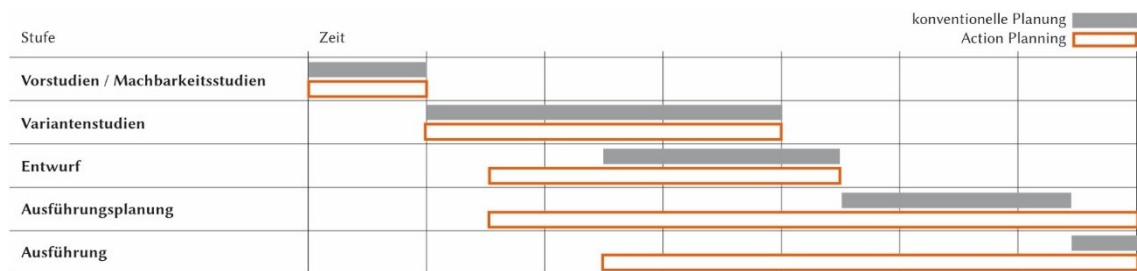 konventionelle Planung
Action Planning
Stufe Zeit
Vorstudien / Machbarkeitsstudien
Variantenstudien
Entwurf
Ausführungsplanung
Ausführung